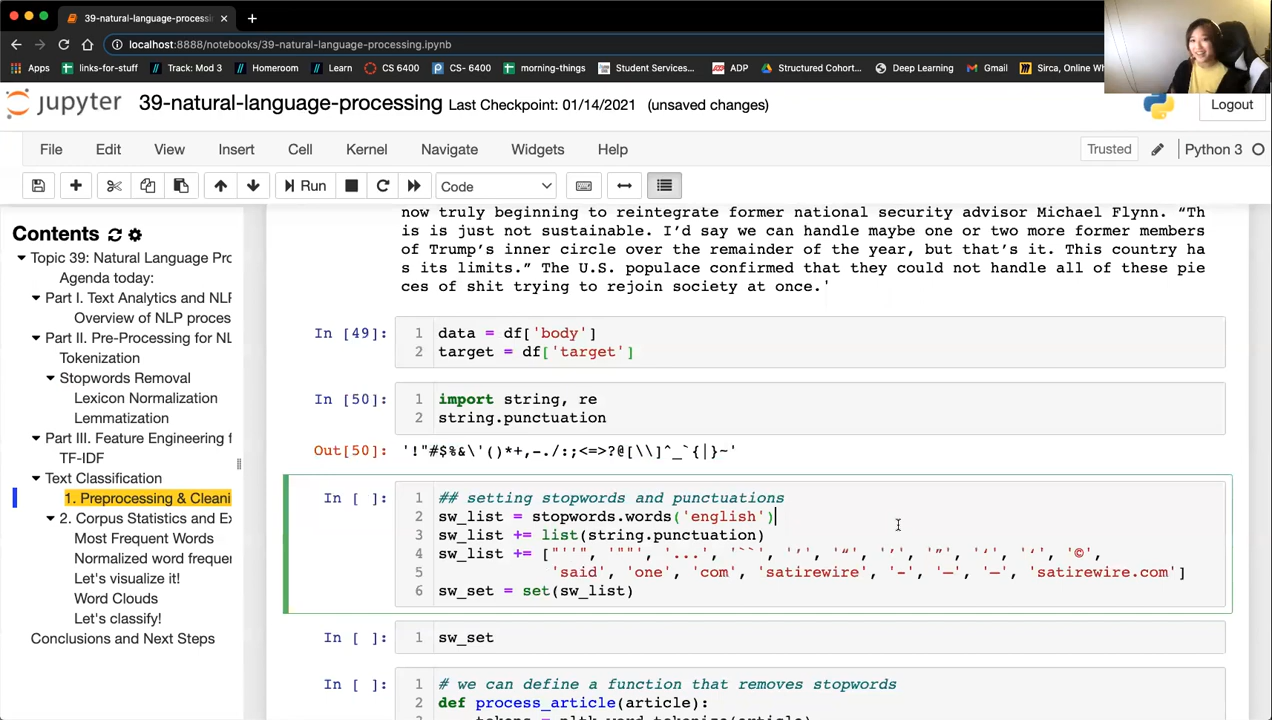 39-natural-language-processi
localhost:8888/notebooks/39-natural-language-processing.ipynb
Apps links-for-stuff Track: Mod 3 Homeroom Learn CS 6400 CS- 6400 morning-things Student Services... ADP Structured Cohort... Deep Learning Gmail Sirca, Online Wh
jupyter 39-natural-language-processing Last Checkpoint: 01/14/2021 (unsaved changes) Logout
File Edit View Insert Cell Kernel Navigate Widgets Help Trusted Python 3
Run Code
Contents
Topic 39: Natural Language Prc
Agenda today:
Part I. Text Analytics and NLP
Overview of NLP proces
Part II. Pre-Processing for NL
Tokenization
Stopwords Removal
Lexicon Normalization
Lemmatization
Part III. Feature Engineering f
TF-IDF
Text Classification
1. Preprocessing & Cleani
2. Corpus Statistics and Ex
Most Frequent Words
Normalized word frequer
Let's visualize it!
Word Clouds
Let's classify!
Conclusions and Next Steps
now truly beginning to reintegrate former national security advisor Michael Flynn. “Th
is is just not sustainable. I’d say we can handle maybe one or two more former members
of Trump’s inner circle over the remainder of the year, but that’s it. This country ha
s its limits.” The U.S. populace confirmed that they could not handle all of these pie
ces of shit trying to rejoin society at once.'
In [49]: 1 data = df['body']
2 target = df['target']
In [50]: 1 import string, re
2 string.punctuation
Out[50]: '!"#$%&\'()*+,-./:;<=>?@[\\]^_`{|}~'
In [ ]: 1 ## setting stopwords and punctuations
2 sw_list = stopwords.words('english')
3 sw_list += list(string.punctuation)
4 sw_list += ["''", '""', '...', '``', '’', '“', '’', '”', '‘', '‘', '©',
5 'said', 'one', 'com', 'satirewire', '-', '–', '—', 'satirewire.com']
6 sw_set = set(sw_list)
In [ ]: 1 sw_set
In [ ]: 1 # we can define a function that removes stopwords
2 def process_article(article):
tokens = nltk.word_tokenize(article)